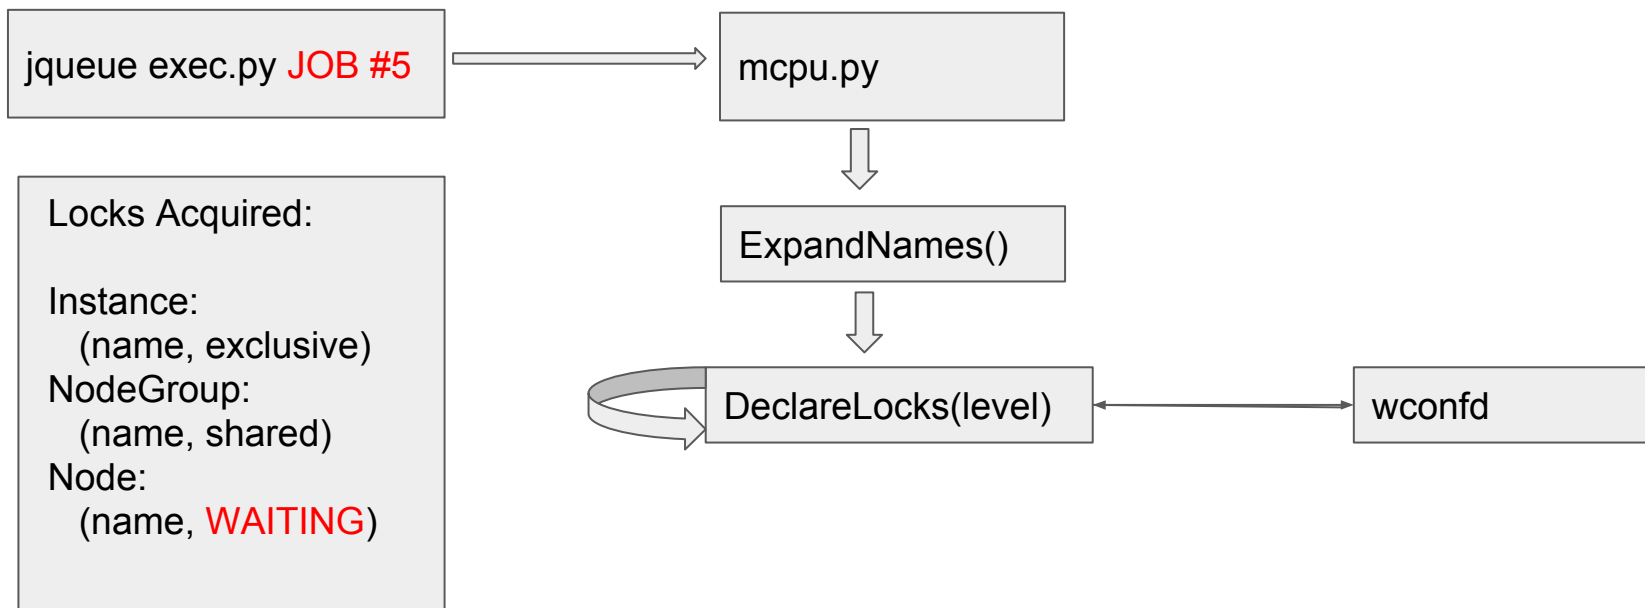 jqueue exec.py JOB #5
mcpu.py
Locks Acquired:
Instance:
(name, exclusive)
NodeGroup:
(name, shared)
Node:
(name, WAITING)
ExpandNames()
DeclareLocks(level)
wconfd